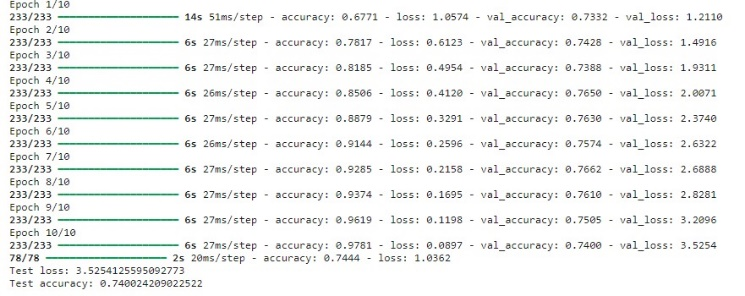 Epoch 1/10
233/233 14s 51ms/step - accuracy: 0.6771 - loss: 1.0574 - val_accuracy: 0.7332 - val_loss: 1.2110
Epoch 2/10
233/233 6s 27ms/step - accuracy: 0.7817 - loss: 0.6123 - val_accuracy: 0.7428 - val_loss: 1.4916
Epoch 3/10
233/233 6s 27ms/step - accuracy: 0.8185 - loss: 0.4954 - val_accuracy: 0.7388 - val_loss: 1.9311
Epoch 4/10
233/233 6s 26ms/step - accuracy: 0.8506 - loss: 0.4120 - val_accuracy: 0.7650 - val_loss: 2.0071
Epoch 5/10
233/233 6s 27ms/step - accuracy: 0.8879 - loss: 0.3291 - val_accuracy: 0.7630 - val_loss: 2.3740
Epoch 6/10
233/233 6s 26ms/step - accuracy: 0.9144 - loss: 0.2596 - val_accuracy: 0.7574 - val_loss: 2.6322
Epoch 7/10
233/233 6s 27ms/step - accuracy: 0.9285 - loss: 0.2158 - val_accuracy: 0.7662 - val_loss: 2.6888
Epoch 8/10
233/233 6s 27ms/step - accuracy: 0.9374 - loss: 0.1695 - val_accuracy: 0.7610 - val_loss: 2.8281
Epoch 9/10
233/233 6s 27ms/step - accuracy: 0.9619 - loss: 0.1198 - val_accuracy: 0.7505 - val_loss: 3.2096
Epoch 10/10
233/233 6s 27ms/step - accuracy: 0.9781 - loss: 0.0897 - val_accuracy: 0.7400 - val_loss: 3.5254
78/78 2s 20ms/step - accuracy: 0.7444 - loss: 1.0362
Test loss: 3.5254125595092773
Test accuracy: 0.740024209022522